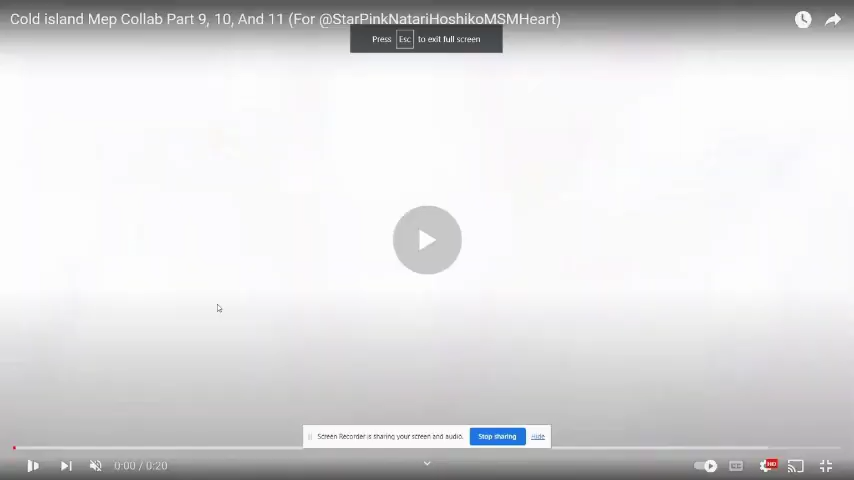 Cold island Mep Collab Part 9, 10, And 11 (For @StarPinkNatariHoshikoMSMHeart)
Press Esc to exit full screen
Screen Recorder is sharing your screen and audio. Stop sharing Hide
0:00 / 0:20
HD